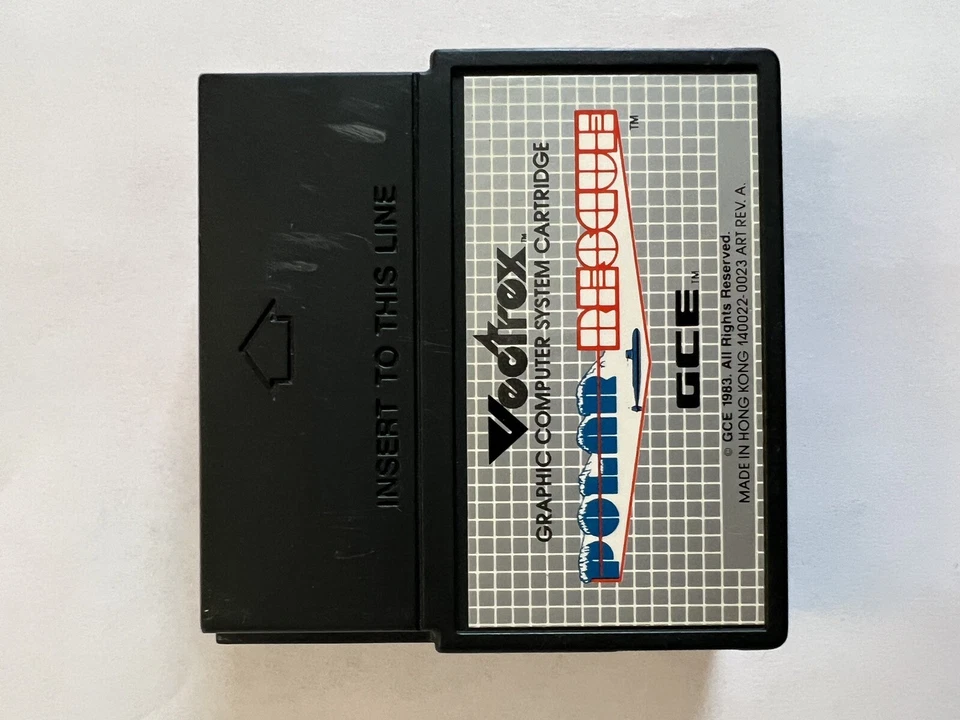 INSERT TO THIS LINE
Vectrex™
GRAPHIC COMPUTER SYSTEM CARTRIDGE
POLAR RESCUE™
GCE™
© GCE 1983. All Rights Reserved.
MADE IN HONG KONG 140022-0023 ART REV. A.